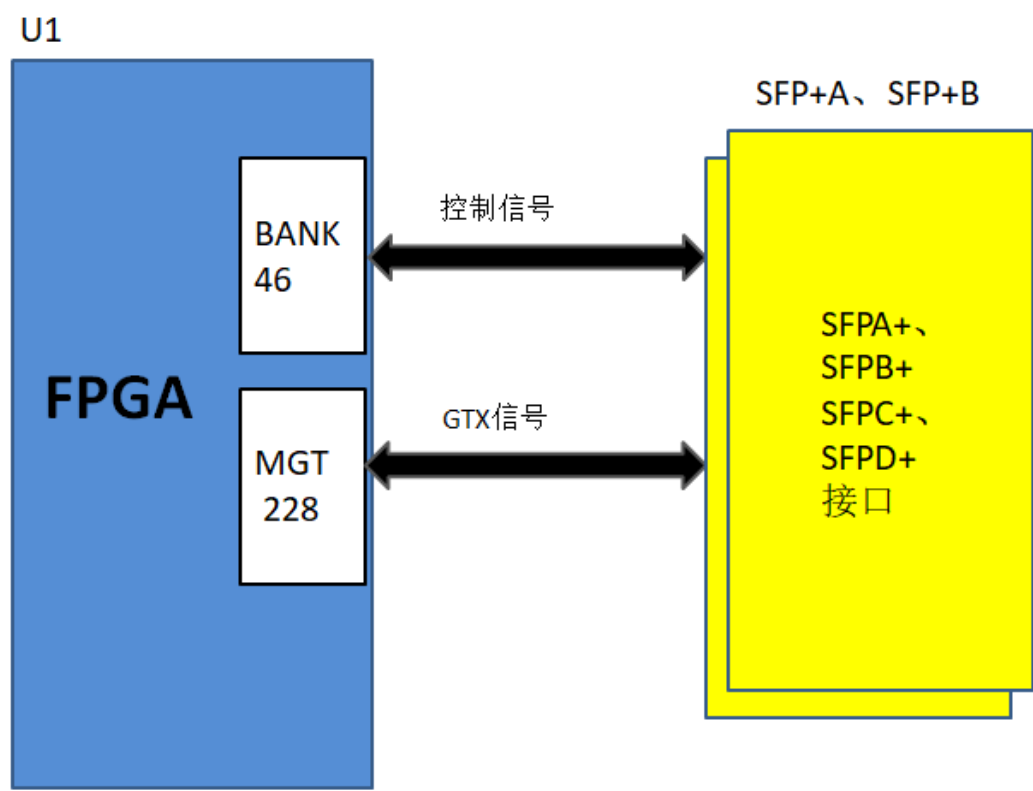 U1
SFP+A、SFP+B
控制信号
BANK
46
FPGA
GTX信号
MGT
228
SFPA+、
SFPB+
SFPC+、
SFPD+
接口